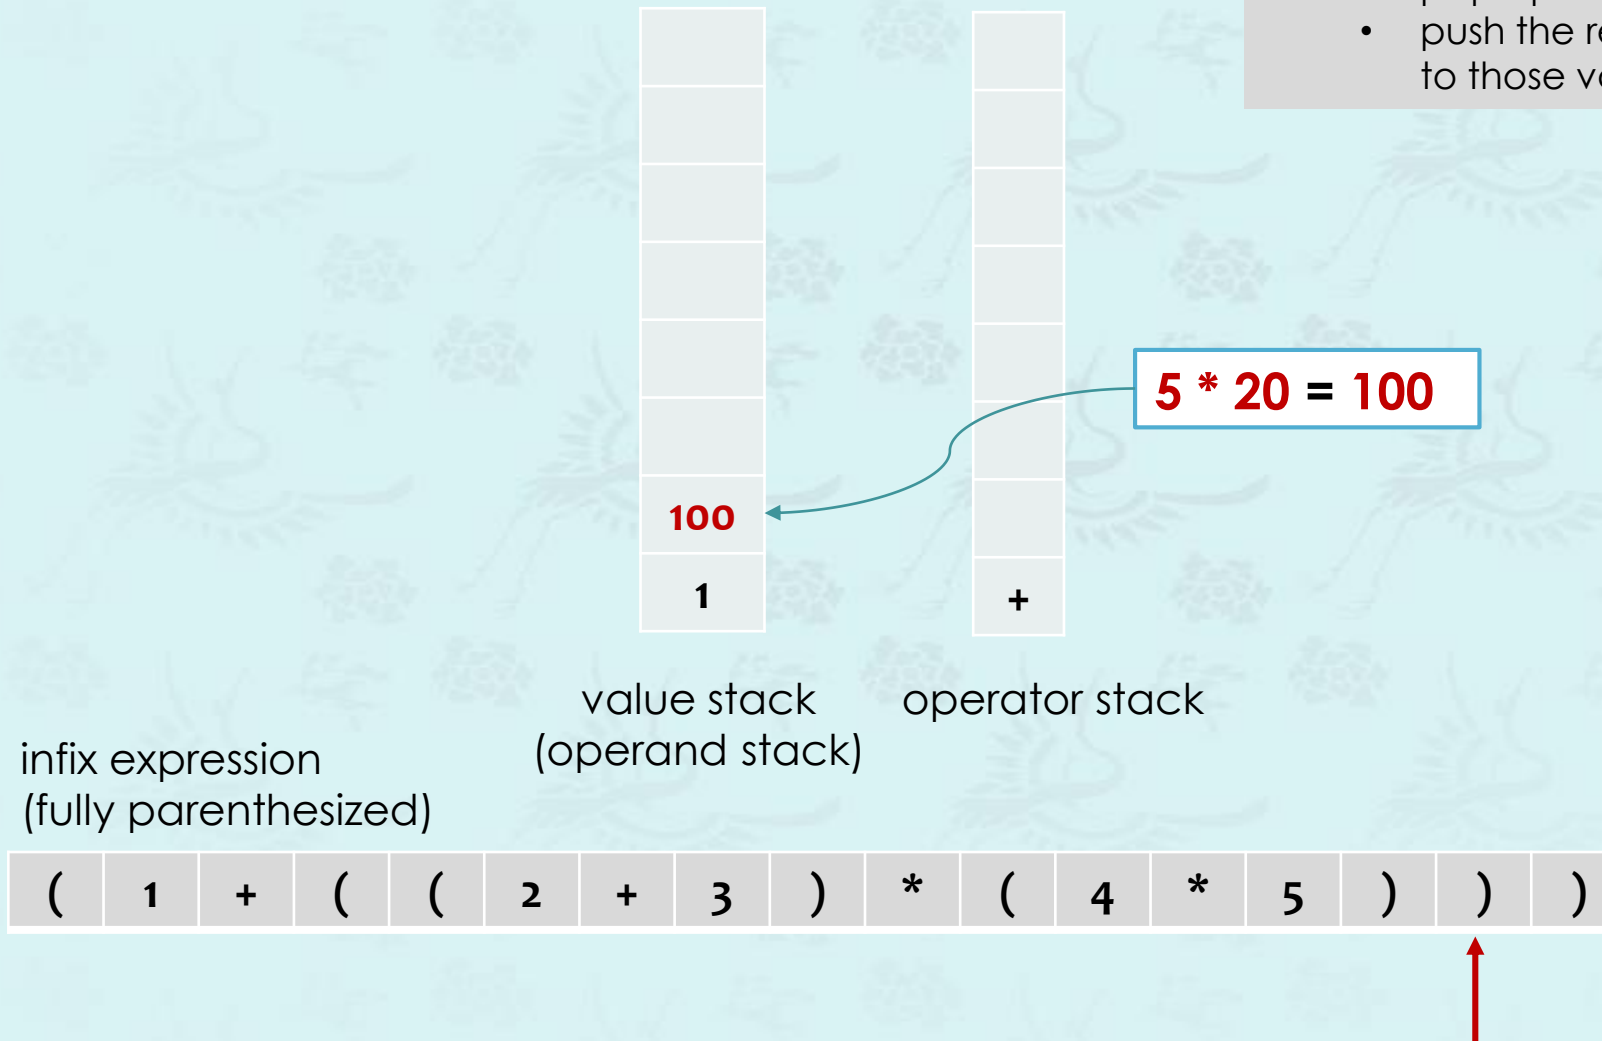 • push the
to those
5 * 20 = 100
100
1
+
value stack
(operand stack)
operator stack
infix expression
(fully parenthesized)
( 1 + ( ( 2 + 3 ) * ( 4 * 5 ) ) )